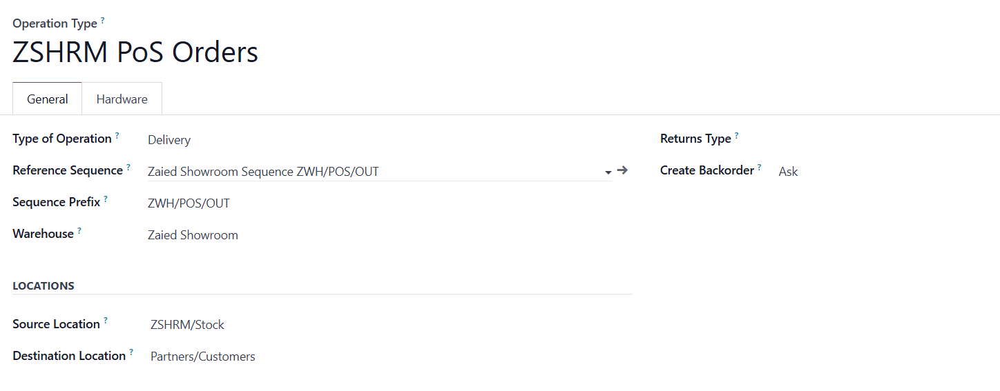 Operation Type ?
ZSHRM PoS Orders
General Hardware
Type of Operation ? Delivery Returns Type ?
Reference Sequence ? Zaied Showroom Sequence ZWH/POS/OUT Create Backorder ? Ask
Sequence Prefix ? ZWH/POS/OUT
Warehouse ? Zaied Showroom
LOCATIONS
Source Location ? ZSHRM/Stock
Destination Location ? Partners/Customers